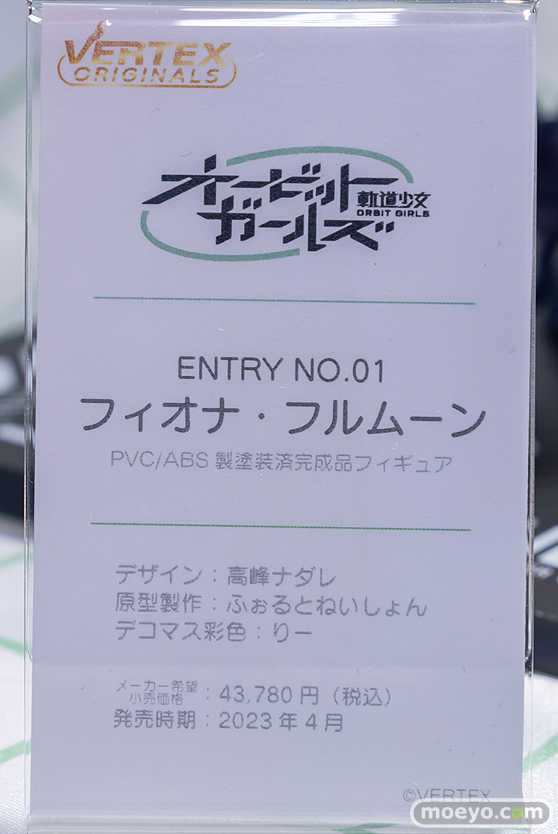 VERTEX
ORIGINALS
オービット
ガールズ
軌道少女
ORBIT GIRLS
ENTRY NO.01
フィオナ・フルムーン
PVC/ABS 製塗装済完成品フィギュア
デザイン：高峰ナダレ
原型製作：ふぉるとねいしょん
デコマス彩色：りー
メーカー希望
小売価格：43,780 円（税込）
発売時期：2023 年 4 月
©VERTEX
moeyo.com